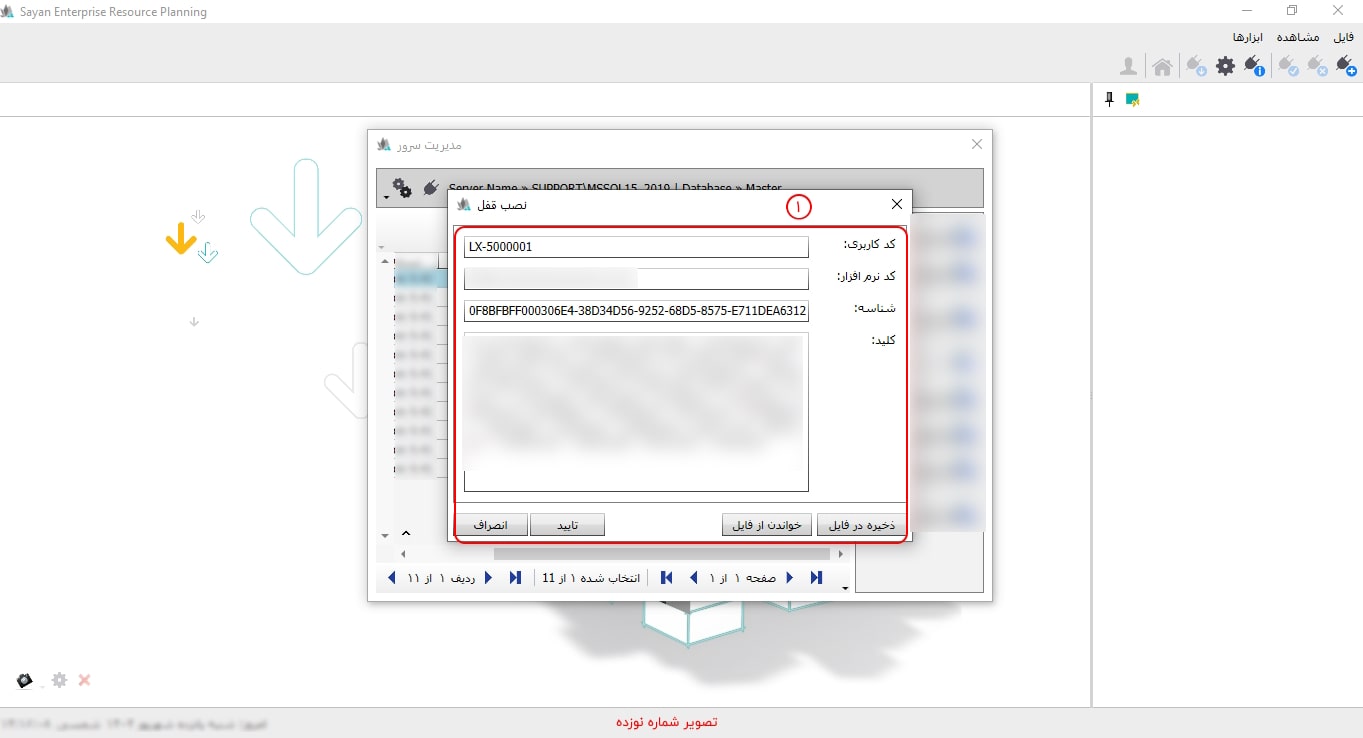 Sayan Enterprise Resource Planning
فایل مشاهده ابزارها
مدیریت سرور
Server Name » SUPPORT\MSSQL15_2019 | Database » Master
نصب قفل
۱
کد کاربری:
LX-5000001
کد نرم افزار:
شناسه:
0F8BFBFF000306E4-38D34D56-9252-68D5-8575-E711DEA6312
کلید:
ذخیره در فایل
خواندن از فایل
تایید
انصراف
صفحه ۱ از ۱
انتخاب شده ۱ از 11
ردیف ۱ از ۱۱
تصویر شماره نوزده